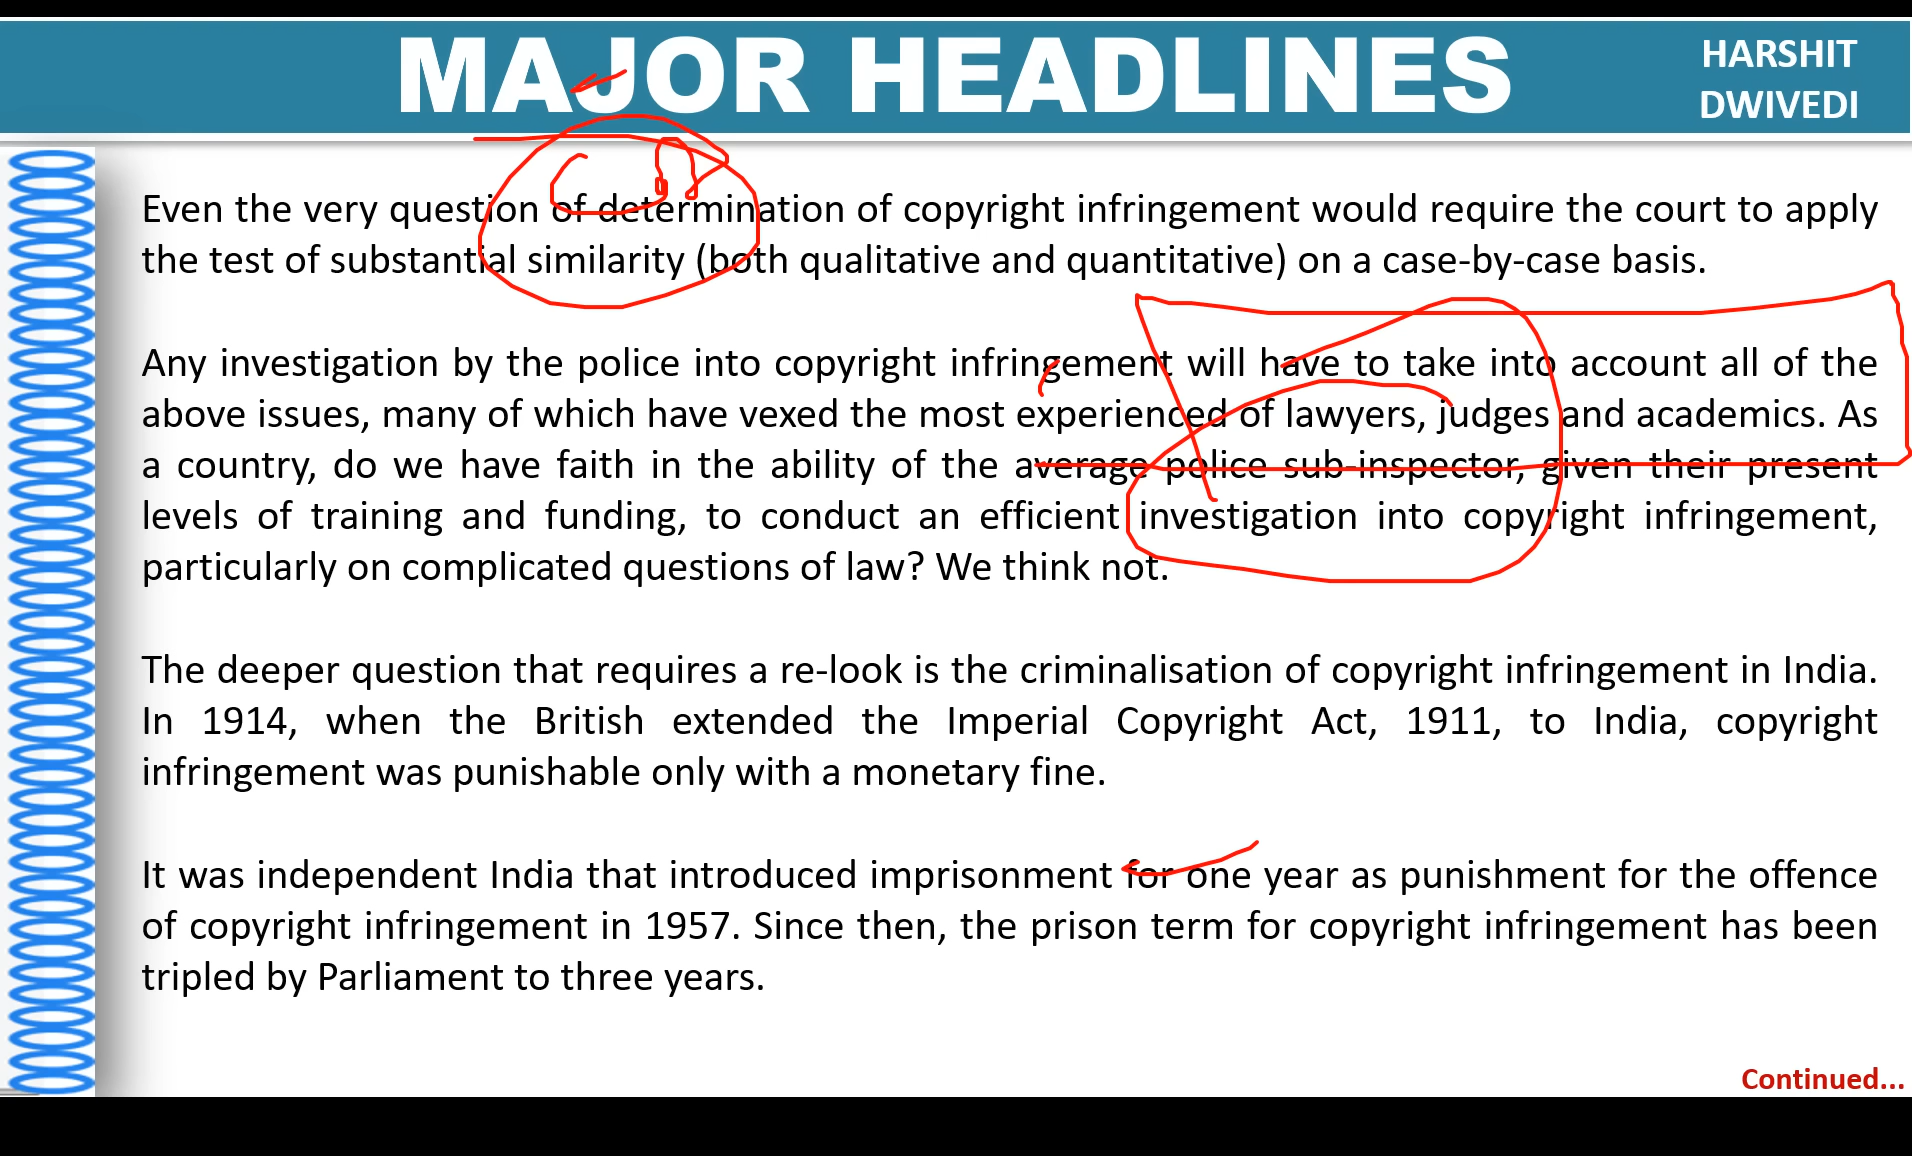 MAJOR HEADLINES
HARSHIT
DWIVEDI
Even the very question of determination of copyright infringement would require the court to apply
the test of substantial similarity (both qualitative and quantitative) on a case-by-case basis.
Any investigation by the police into copyright infringement will have to take into account all of the
above issues, many of which have vexed the most experienced of lawyers, judges and academics. As
a country, do we have faith in the ability of the average police sub-inspector, given their present
levels of training and funding, to conduct an efficient investigation into copyright infringement,
particularly on complicated questions of law? We think not.
The deeper question that requires a re-look is the criminalisation of copyright infringement in India.
In 1914, when the British extended the Imperial Copyright Act, 1911, to India, copyright
infringement was punishable only with a monetary fine.
It was independent India that introduced imprisonment for one year as punishment for the offence
of copyright infringement in 1957. Since then, the prison term for copyright infringement has been
tripled by Parliament to three years.
Continued...